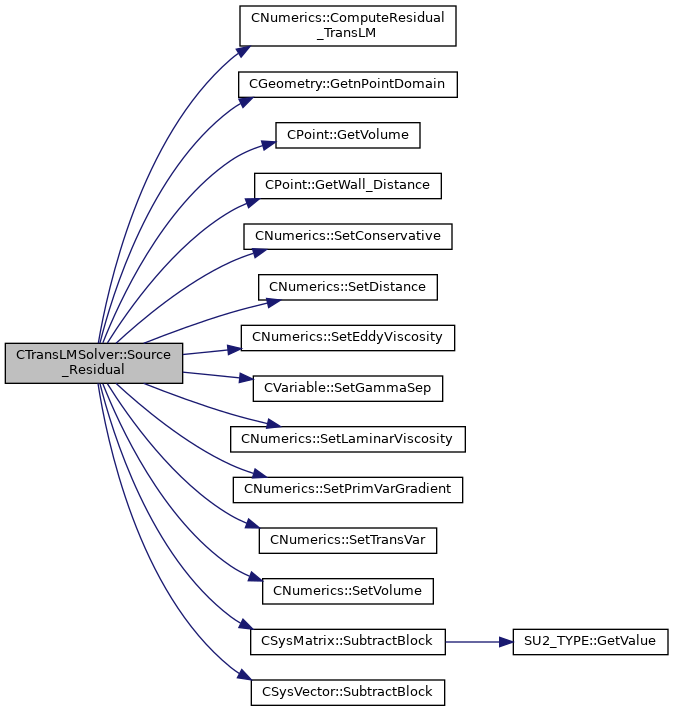 CNumerics::ComputeResidual
_TransLM
CGeometry::GetnPointDomain
CPoint::GetVolume
CPoint::GetWall_Distance
CNumerics::SetConservative
CNumerics::SetDistance
CNumerics::SetEddyViscosity
CTransLMSolver::Source
_Residual
CVariable::SetGammaSep
CNumerics::SetLaminarViscosity
CNumerics::SetPrimVarGradient
CNumerics::SetTransVar
CNumerics::SetVolume
CSysMatrix::SubtractBlock
SU2_TYPE::GetValue
CSysVector::SubtractBlock